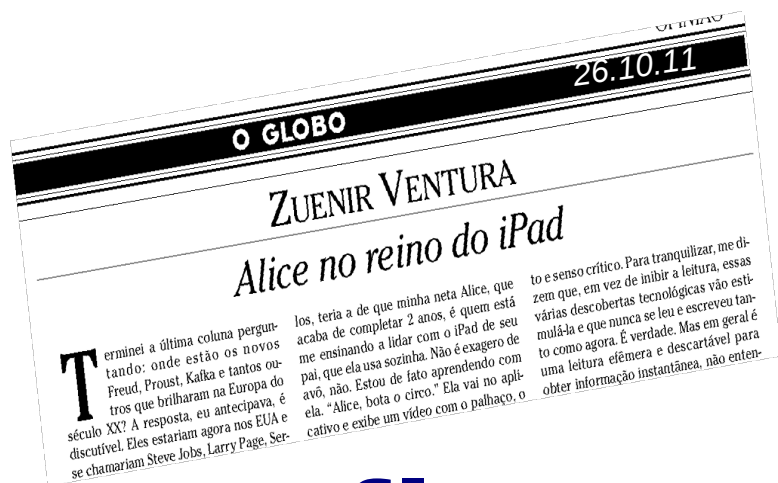 OPINIÃO
26.10.11
O GLOBO
ZUENIR VENTURA
Alice no reino do iPad
Terminei a última coluna pergun-
tando: onde estão os novos
Freud, Proust, Kafka e tantos ou-
tros que brilharam na Europa do
século XX? A resposta, eu antecipava, é
discutível. Eles estariam agora nos EUA e
se chamariam Steve Jobs, Larry Page, Ser-
los, teria a de que minha neta Alice, que
acaba de completar 2 anos, é quem está
me ensinando a lidar com o iPad de seu
pai, que ela usa sozinha. Não é exagero de
avô, não. Estou de fato aprendendo com
ela. “Alice, bota o circo.” Ela vai no apli-
cativo e exibe um vídeo com o palhaço, o
to e senso crítico. Para tranquilizar, me di-
zem que, em vez de inibir a leitura, essas
várias descobertas tecnológicas vão esti-
mulá-la e que nunca se leu e escreveu tan-
to como agora. É verdade. Mas em geral é
uma leitura efêmera e descartável para
obter informação instantânea, não enten-